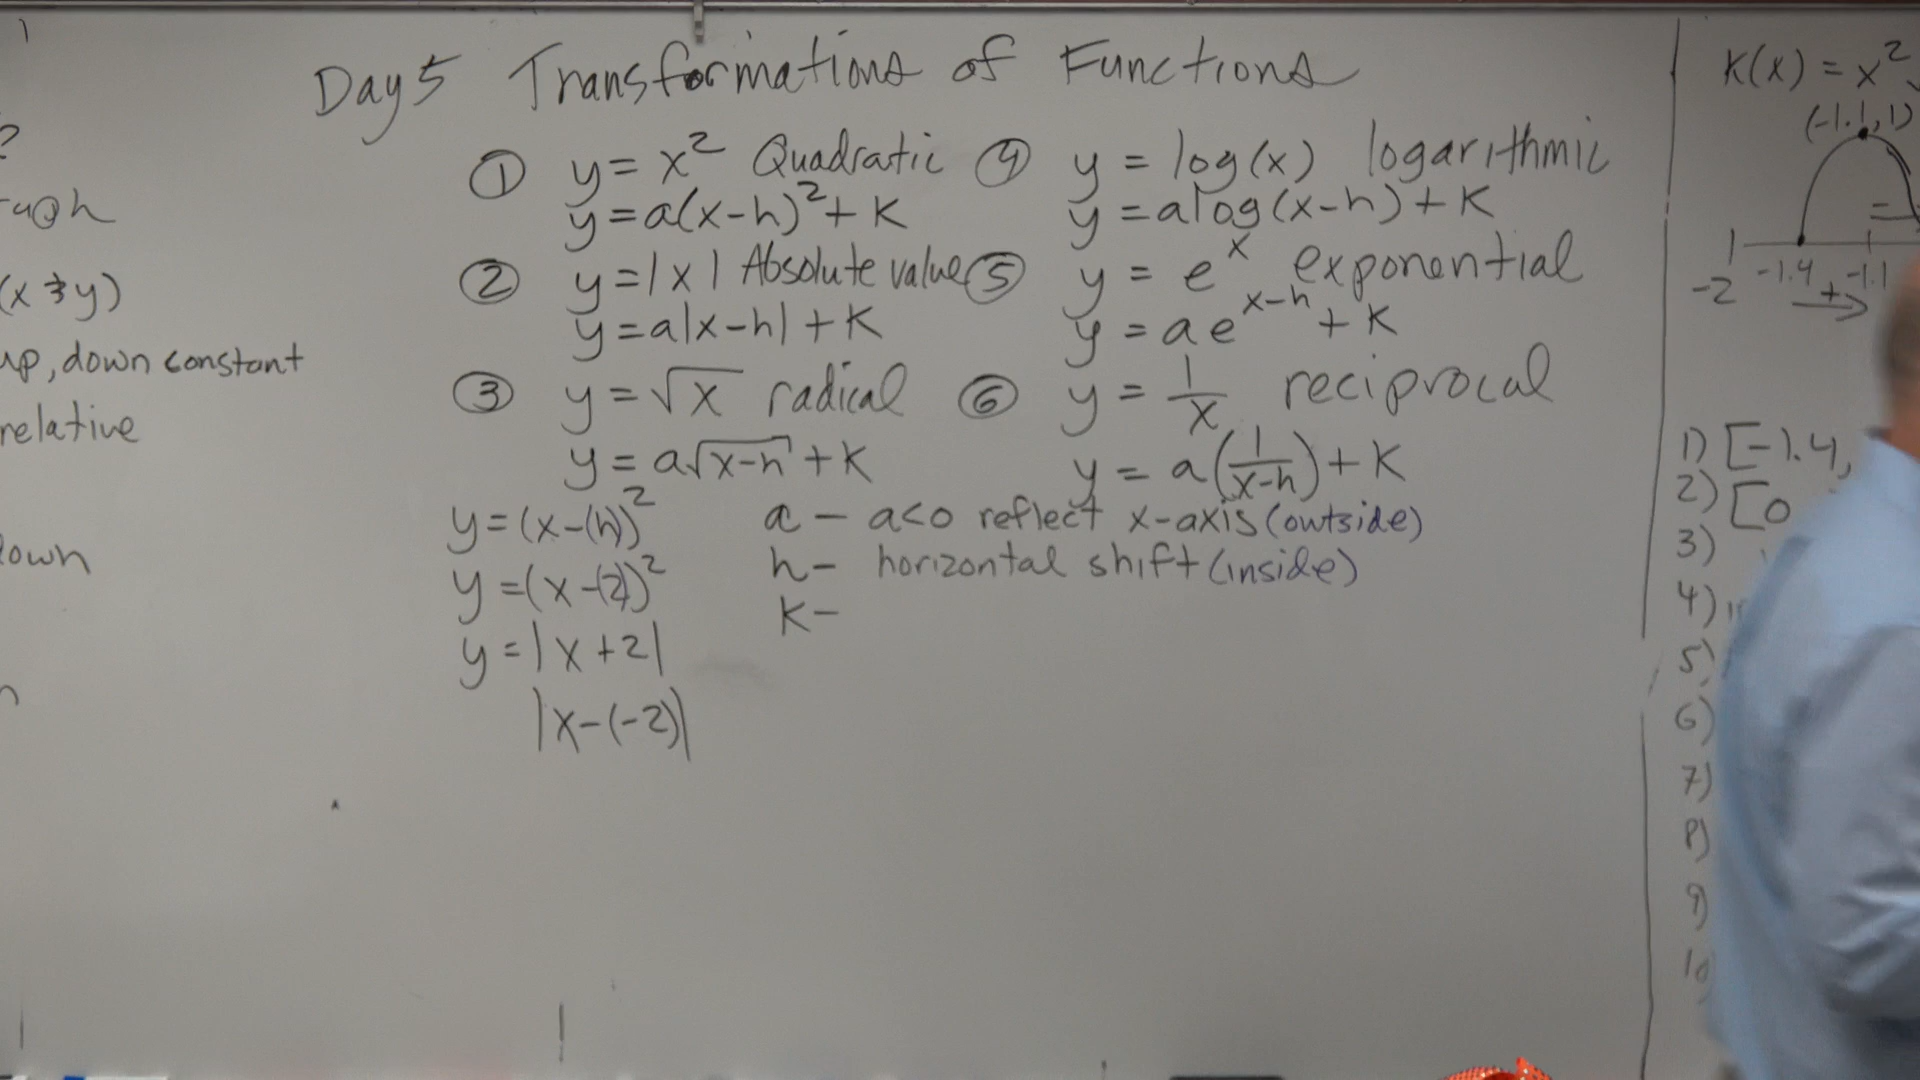 Day 5 Transformations of Functions
① y = x² Quadratic
y = a(x-h)² + K
② y = |x| Absolute value
y = a|x-h| + K
③ y = √x radical
y = a√x-h + K
④ y = log(x) logarithmic
y = alog(x-h) + K
⑤ y = e^x exponential
y = ae^x-h + K
⑥ y = 1/x reciprocal
y = a(1/x-h) + K
y = (x-(h))²
y = (x-(2))²
y = |x+2|
|x-(-2)|
a - a<0 reflect x-axis (outside)
h- horizontal shift (inside)
K-
?
up, down constant
relative
K(x) = x²
(-1.1, 1)
-1.4 -1.1
-2 +
1) [-1.4,
2) [0
3)
4)
5)
6)
7)
8)
9)
10